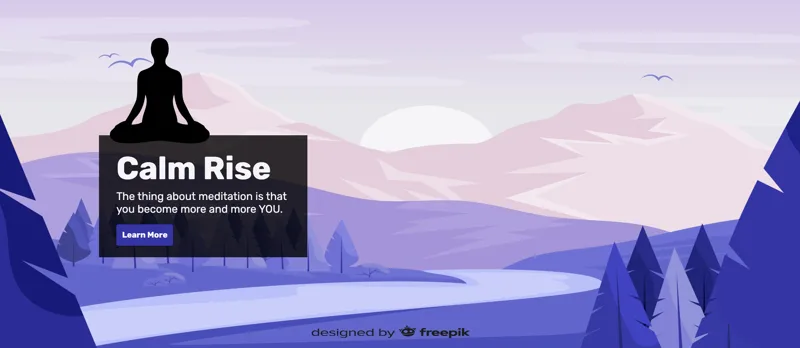 Calm Rise
The thing about meditation is that
you become more and more YOU.
Learn More
designed by freepik